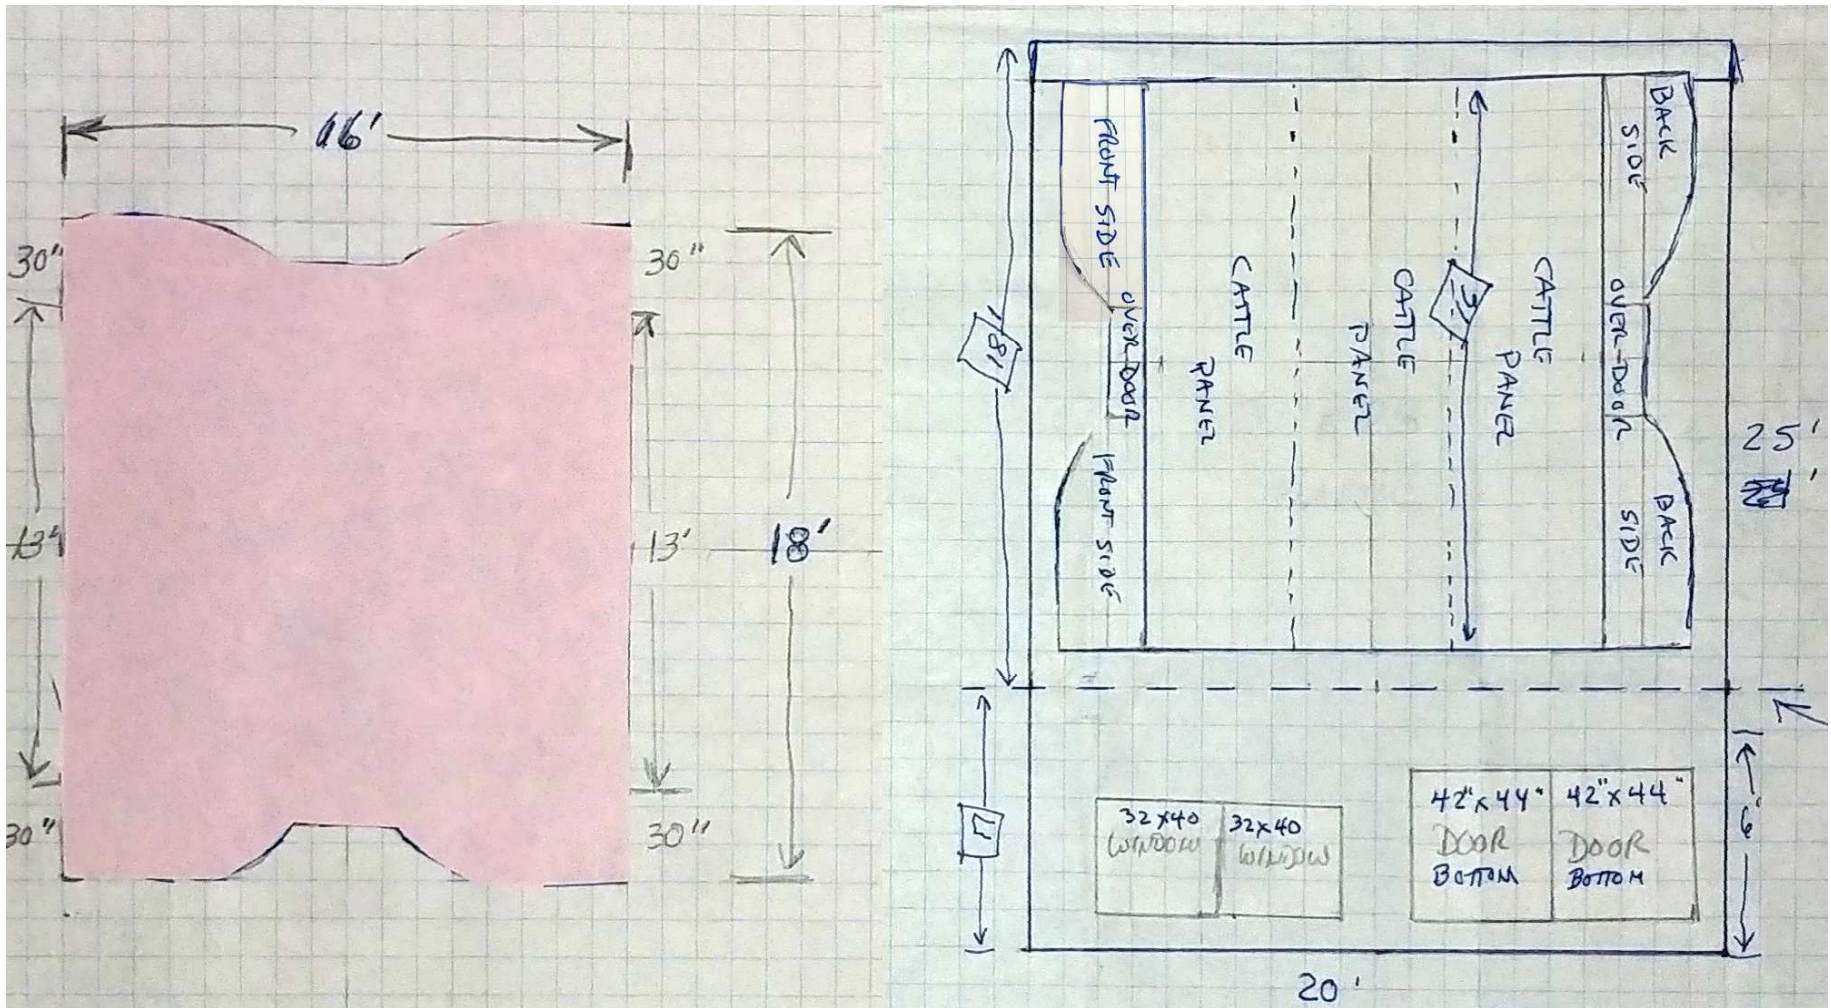 16'
30"
30"
13'
13'
18'
30"
30"
FRONT SIDE
OVER DOOR
FRONT SIDE
CATTLE
PANEL
CATTLE
PANEL
CATTLE
PANEL
BACK
SIDE
OVER-DOOR
BACK
SIDE
18'
25'
32x40
WINDOW
32x40
WINDOW
42"x44"
DOOR
BOTTOM
42"x44"
DOOR
BOTTOM
6'
20'